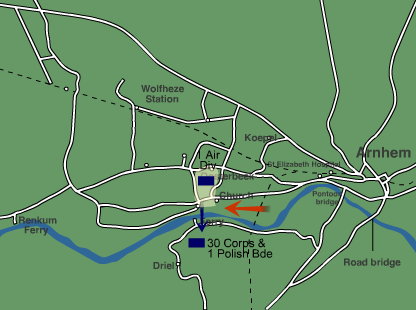 Wolfheze
Station
Koepel
1 Air
Div
St Elizabeth Hospital
Arnhem
Church
Pontoon
bridge
Renkum
Ferry
30 Corps &
1 Polish Bde
Driel
Road bridge